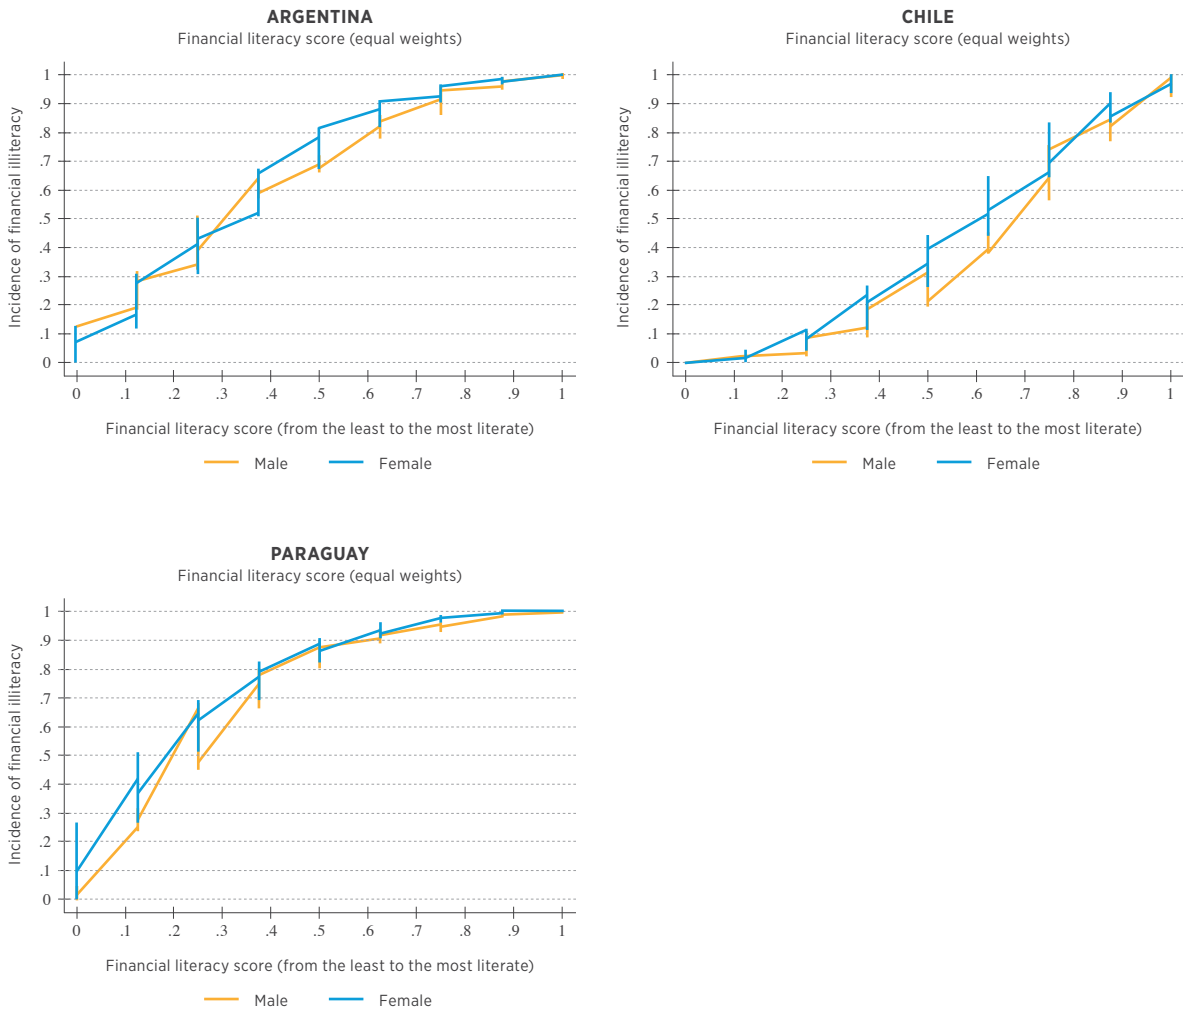 ARGENTINA
Financial literacy score (equal weights)
Incidence of financial illiteracy
1
.9
.8
.7
.6
.5
.4
.3
.2
.1
0
0 .1 .2 .3 .4 .5 .6 .7 .8 .9 1
Financial literacy score (from the least to the most literate)
Male Female
CHILE
Financial literacy score (equal weights)
Incidence of financial illiteracy
1
.9
.8
.7
.6
.5
.4
.3
.2
.1
0
0 .1 .2 .3 .4 .5 .6 .7 .8 .9 1
Financial literacy score (from the least to the most literate)
Male Female
PARAGUAY
Financial literacy score (equal weights)
Incidence of financial illiteracy
1
.9
.8
.7
.6
.5
.4
.3
.2
.1
0
0 .1 .2 .3 .4 .5 .6 .7 .8 .9 1
Financial literacy score (from the least to the most literate)
Male Female